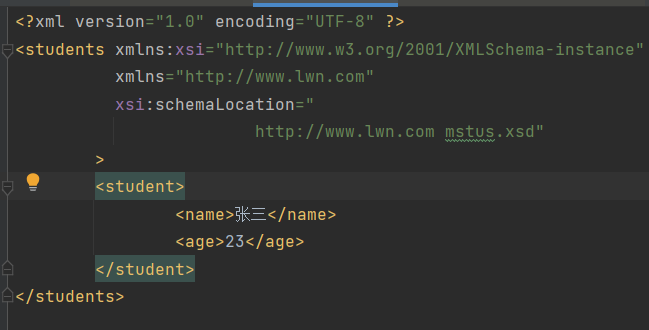 <?xml version="1.0" encoding="UTF-8" ?>
<students xmlns:xsi="http://www.w3.org/2001/XMLSchema-instance"
xmlns="http://www.lwn.com"
xsi:schemaLocation="
http://www.lwn.com mstus.xsd"
>
<student>
<name>张三</name>
<age>23</age>
</student>
</students>